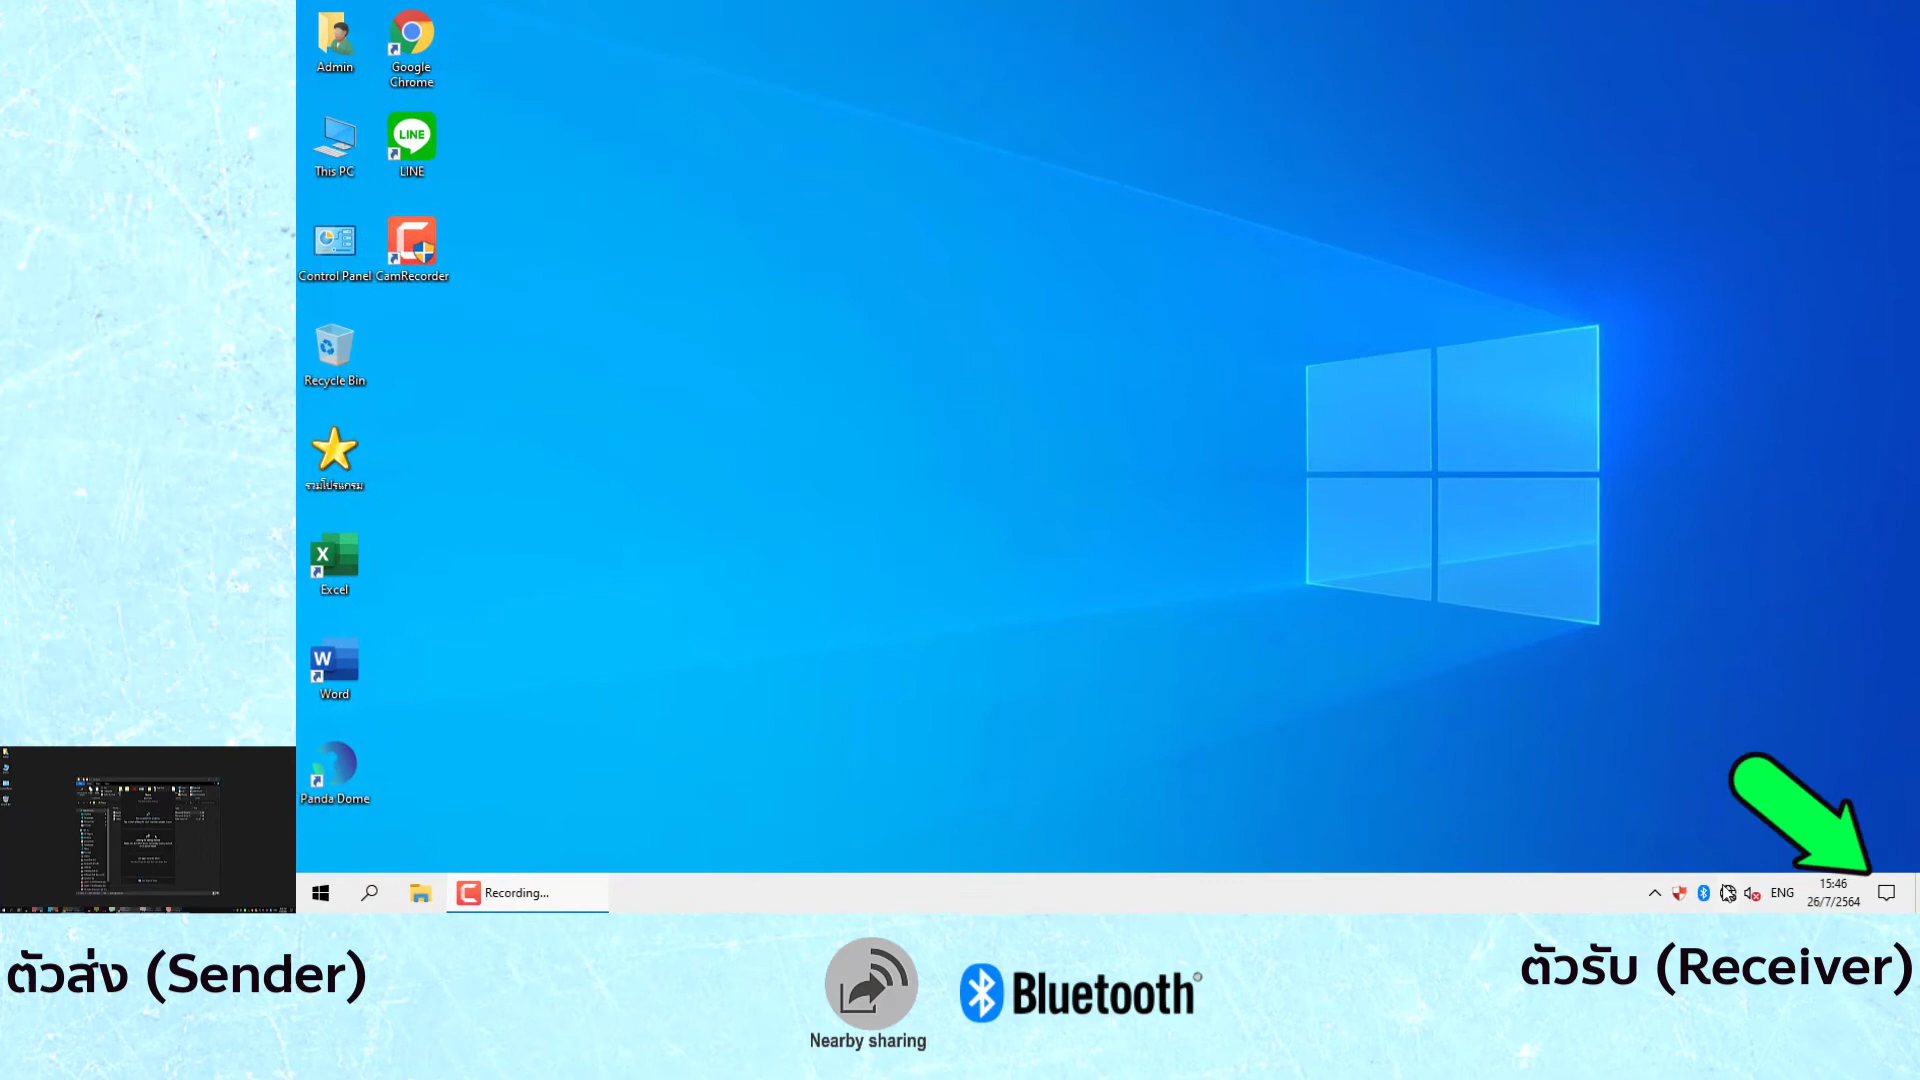 Admin
Google
Chrome
This PC
LINE
LINE
Control Panel
CamRecorder
Recycle Bin
รวมโปรแกรม
X
Excel
W
Word
Panda Dome
Recording...
ENG
15:46
26/7/2564
ตัวส่ง (Sender)
Nearby sharing
Bluetooth
ตัวรับ (Receiver)